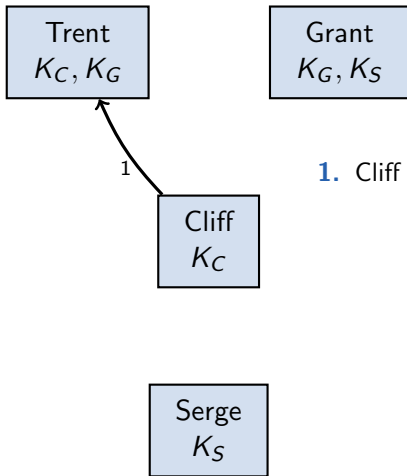 Trent
K_C, K_G
Grant
K_G, K_S
1
1. Cliff
Cliff
K_C
Serge
K_S